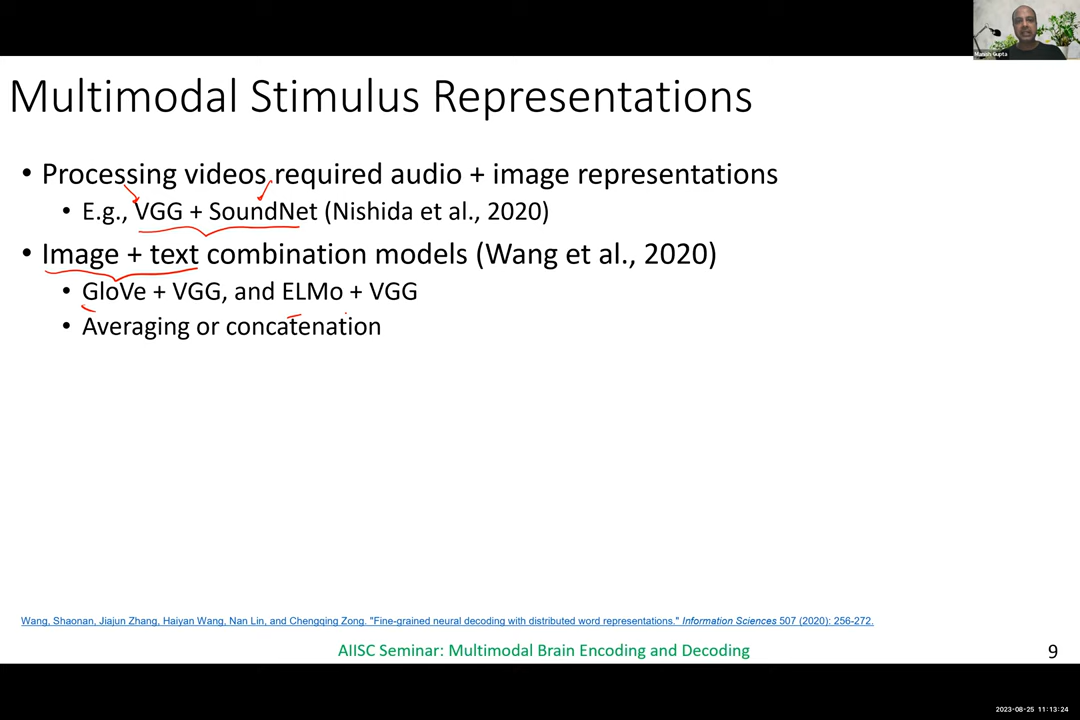 Manish Gupta
Multimodal Stimulus Representations
• Processing videos required audio + image representations
• E.g., VGG + SoundNet (Nishida et al., 2020)
• Image + text combination models (Wang et al., 2020)
• GloVe + VGG, and ELMo + VGG
• Averaging or concatenation
Wang, Shaonan, Jiajun Zhang, Haiyan Wang, Nan Lin, and Chengqing Zong. "Fine-grained neural decoding with distributed word representations." Information Sciences 507 (2020): 256-272.
AIISC Seminar: Multimodal Brain Encoding and Decoding
9
2023-08-25 11:13:24